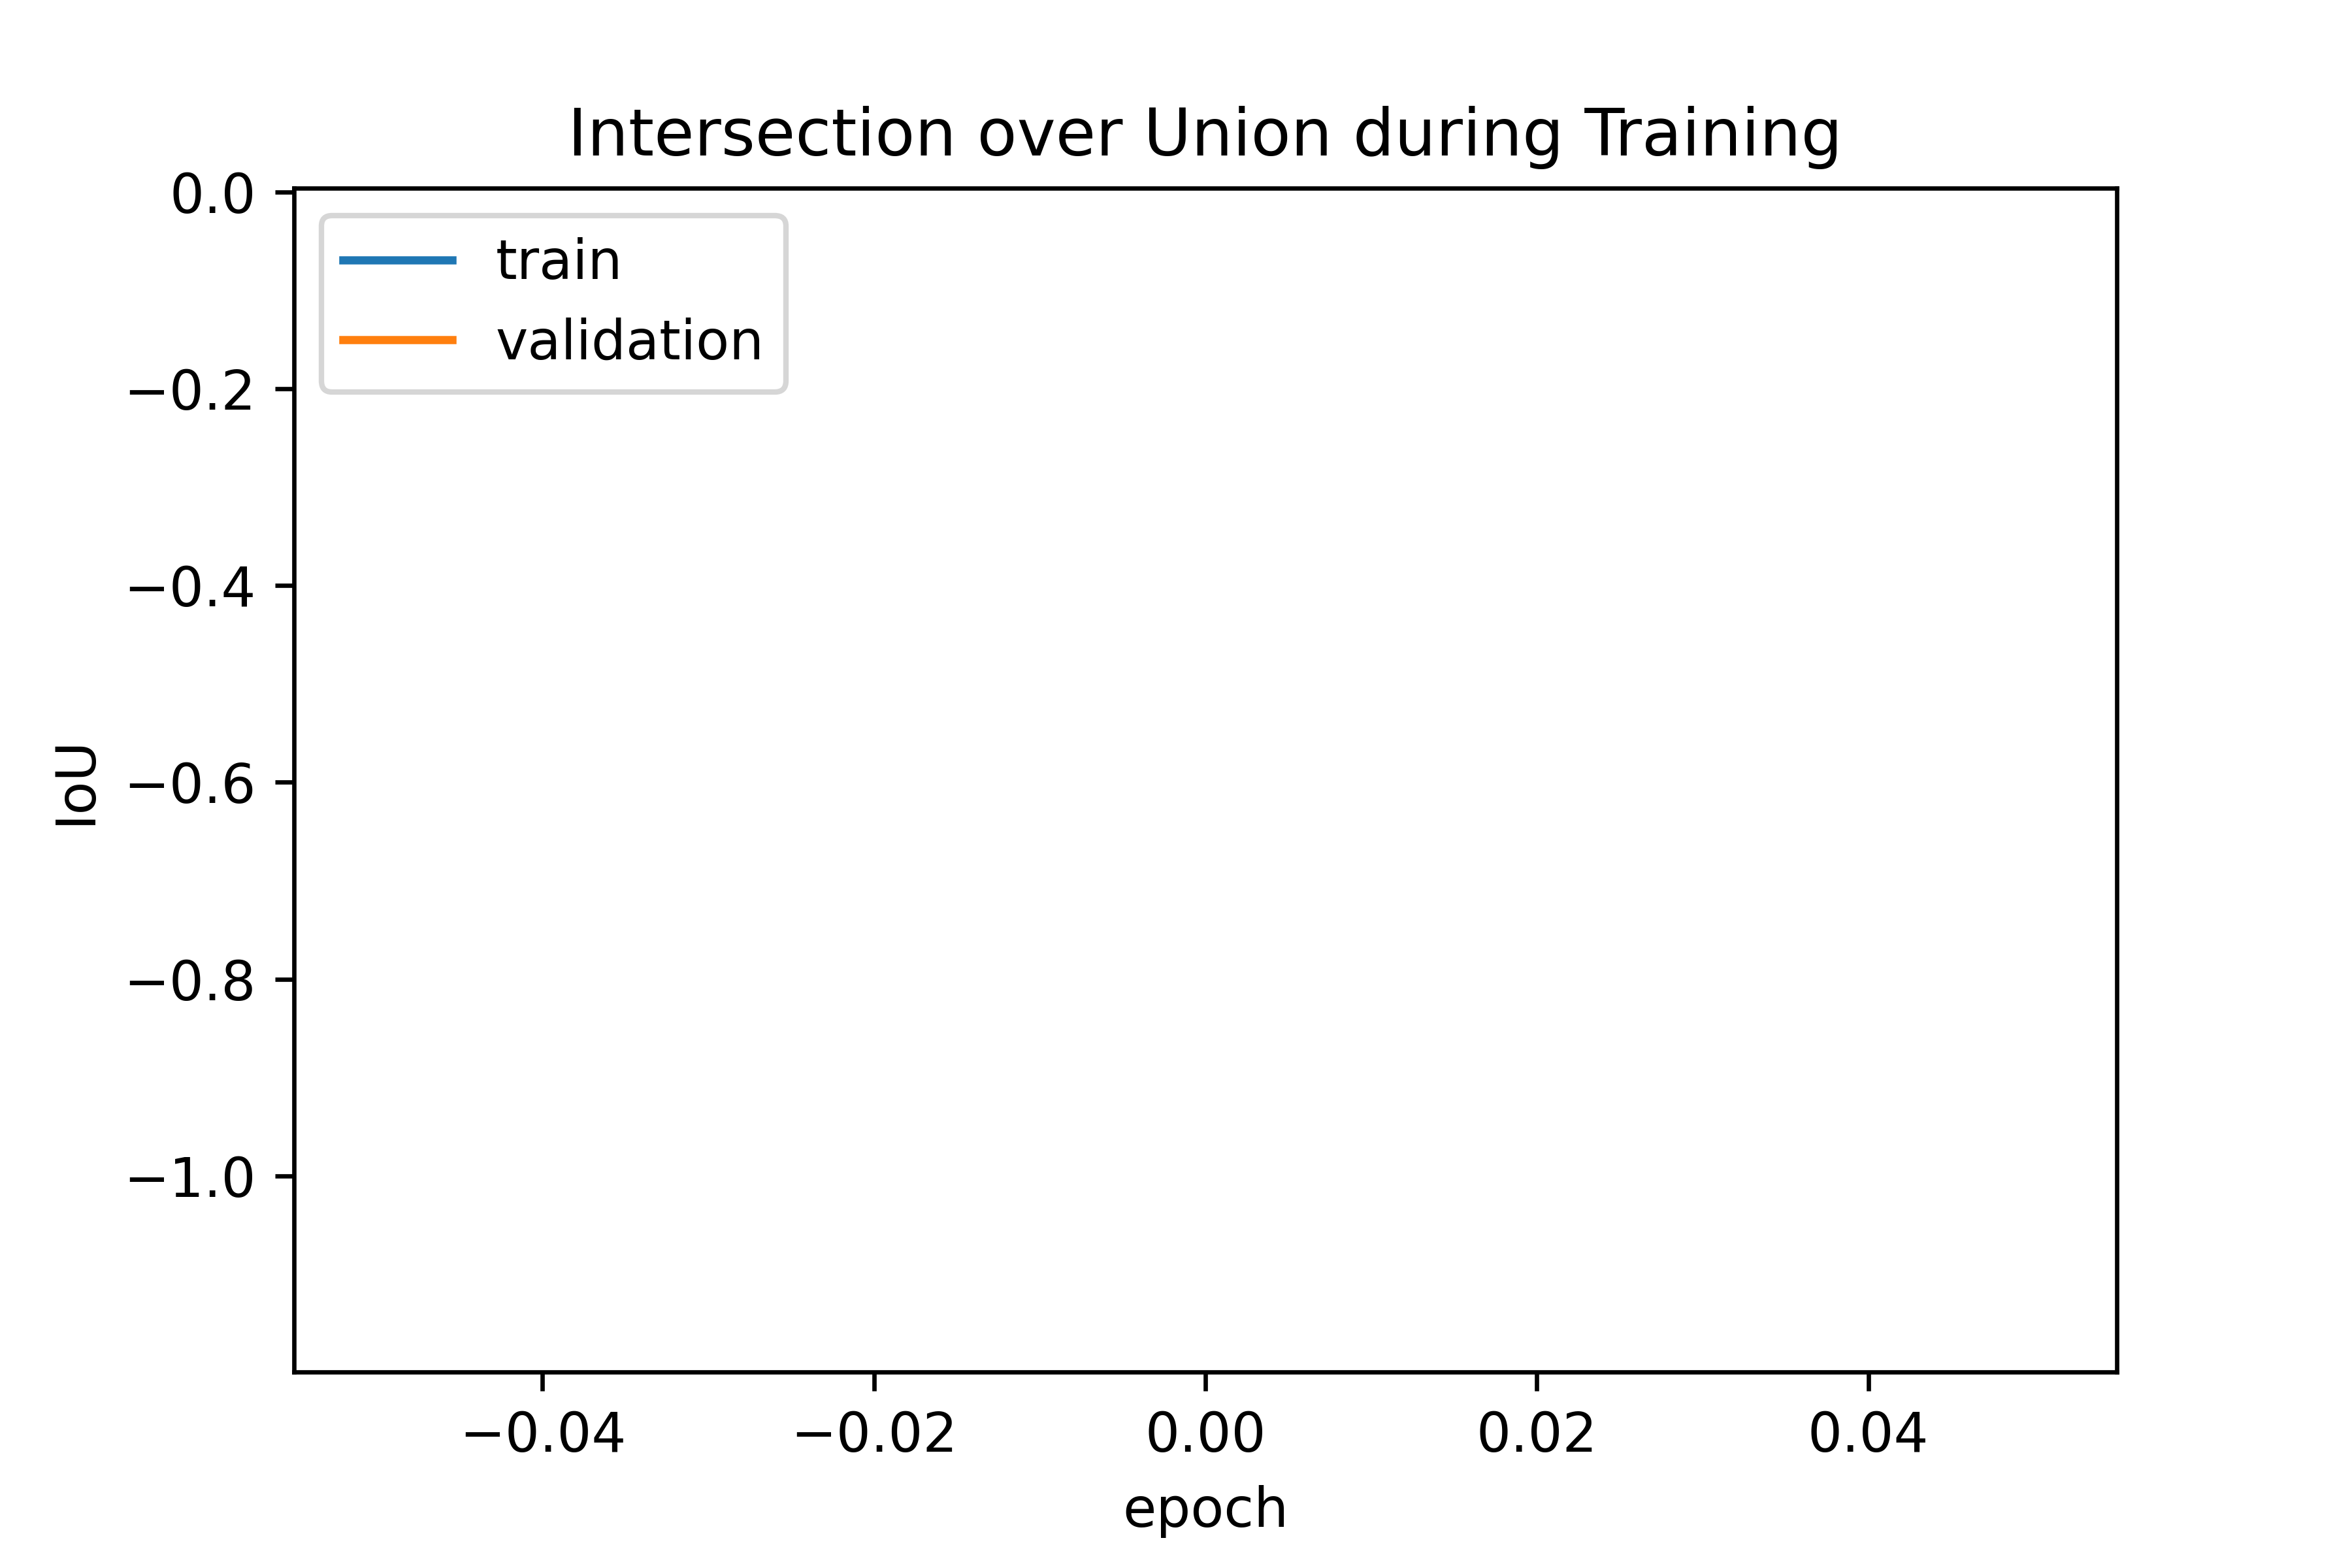 Intersection over Union during Training
train
validation
0.0
−0.2
−0.4
−0.6
−0.8
−1.0
IoU
−0.04 −0.02 0.00 0.02 0.04
epoch